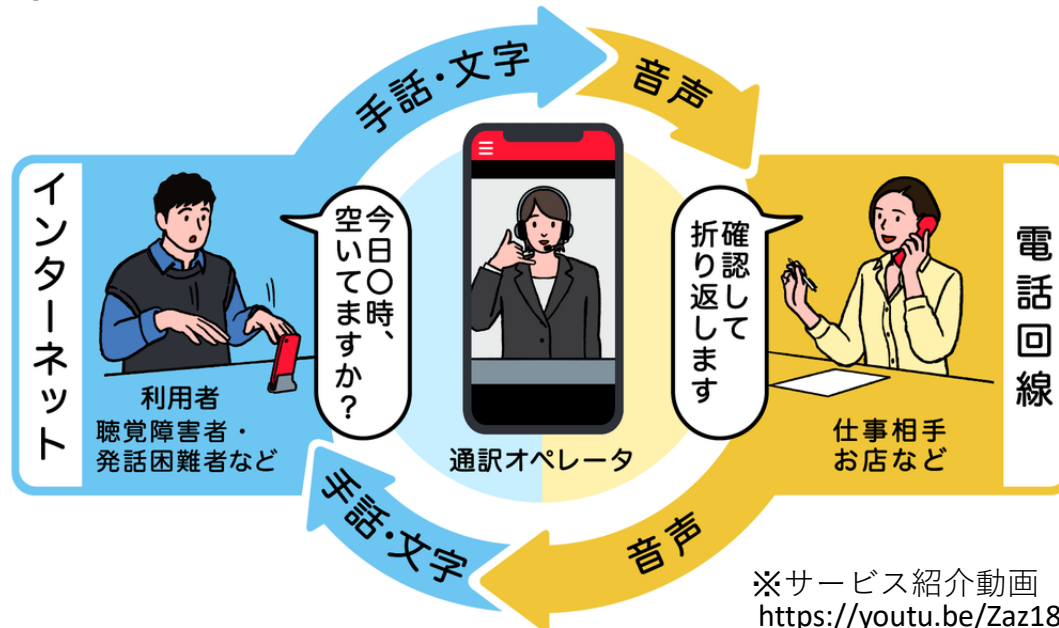 手話・文字
音声
インターネット
今日〇時、
空いてますか？
利用者
聴覚障害者・
発話困難者など
通訳オペレータ
確認して
折り返します
電話回線
仕事相手
お店など
手話・文字
音声
※サービス紹介動画
https://youtu.be/Zaz18